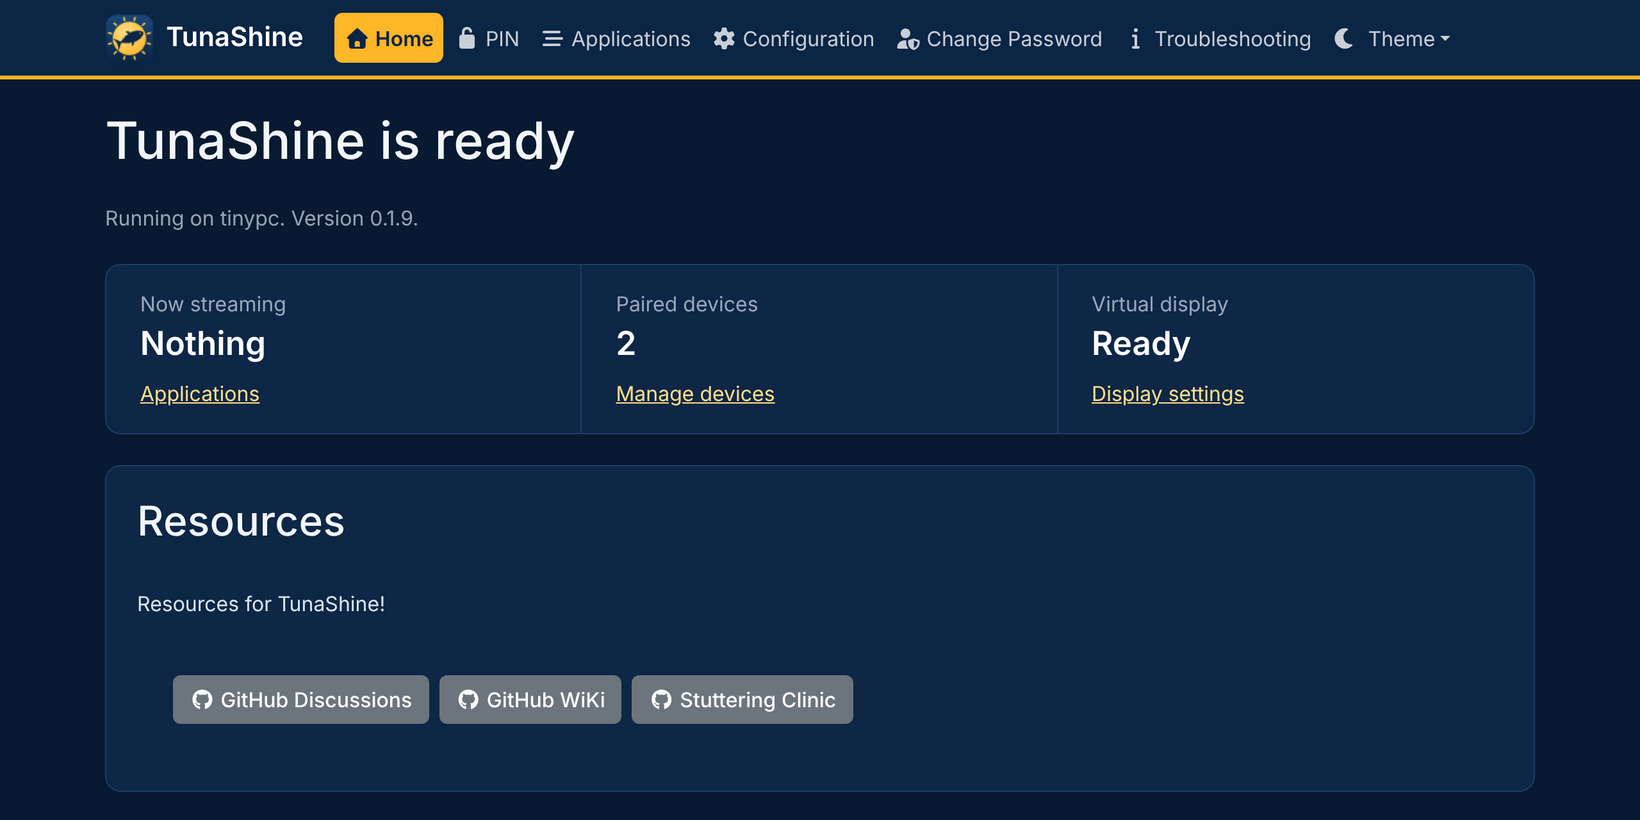 TunaShine Home PIN Applications Configuration Change Password Troubleshooting Theme
TunaShine is ready
Running on tinypc. Version 0.1.9.
Now streaming
Nothing
Applications
Paired devices
2
Manage devices
Virtual display
Ready
Display settings
Resources
Resources for TunaShine!
GitHub Discussions GitHub WiKi Stuttering Clinic